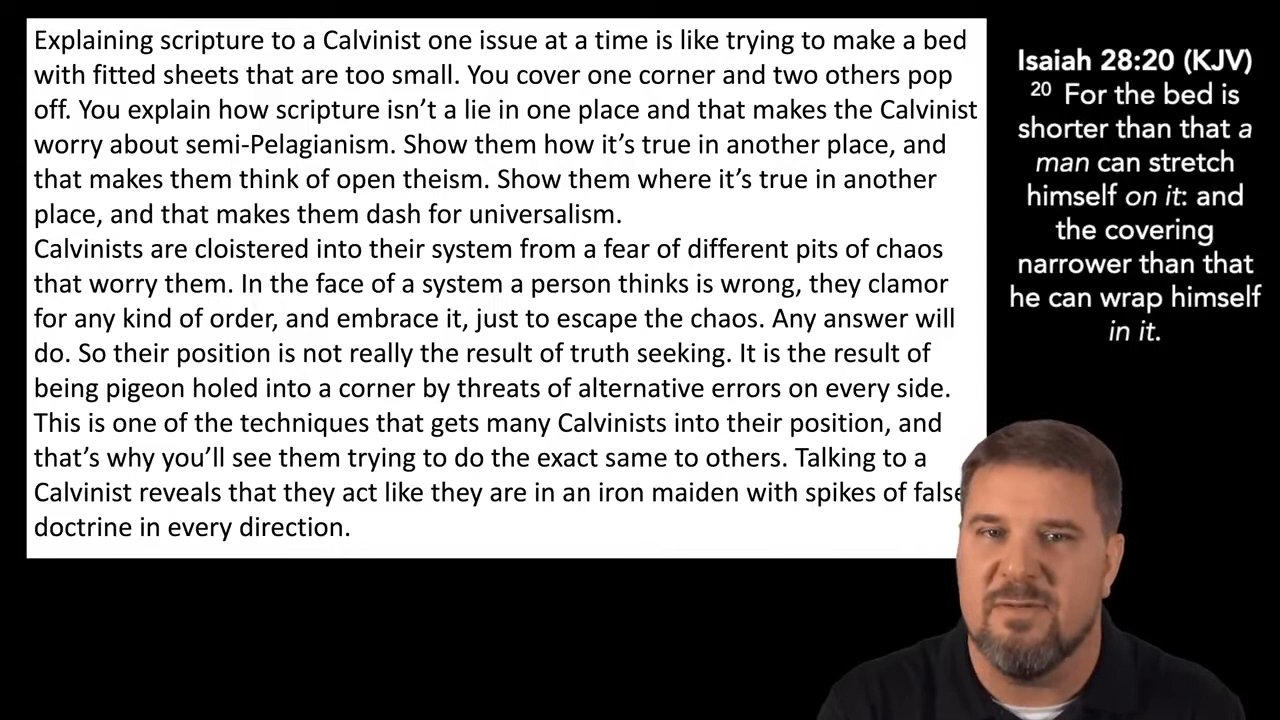 Explaining scripture to a Calvinist one issue at a time is like trying to make a bed
with fitted sheets that are too small. You cover one corner and two others pop
off. You explain how scripture isn't a lie in one place and that makes the Calvinist
worry about semi-Pelagianism. Show them how it's true in another place, and
that makes them think of open theism. Show them where it's true in another
place, and that makes them dash for universalism.
Calvinists are cloistered into their system from a fear of different pits of chaos
that worry them. In the face of a system a person thinks is wrong, they clamor
for any kind of order, and embrace it, just to escape the chaos. Any answer will
do. So their position is not really the result of truth seeking. It is the result of
being pigeon holed into a corner by threats of alternative errors on every side.
This is one of the techniques that gets many Calvinists into their position, and
that's why you'll see them trying to do the exact same to others. Talking to a
Calvinist reveals that they act like they are in an iron maiden with spikes of false
doctrine in every direction.
Isaiah 28:20 (KJV)
20 For the bed is
shorter than that a
man can stretch
himself on it: and
the covering
narrower than that
he can wrap himself
in it.